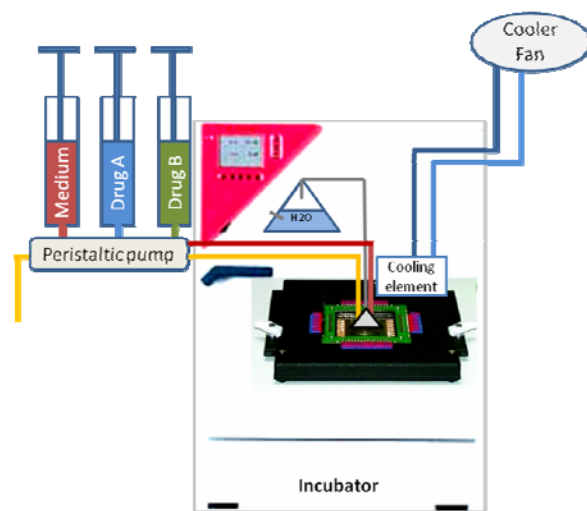 Cooler
Fan
Medium
Drug A
Drug B
Peristaltic pump
H2O
Cooling
element
Incubator